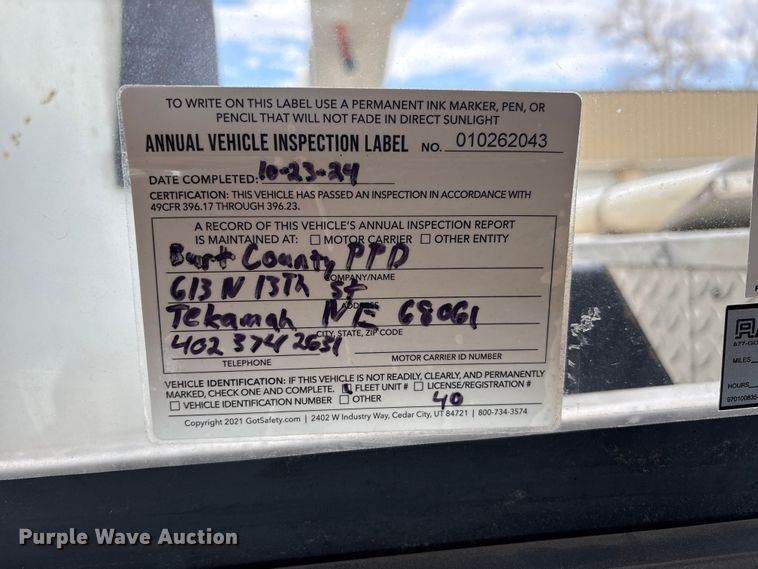 TO WRITE ON THIS LABEL USE A PERMANENT INK MARKER, PEN, OR
PENCIL THAT WILL NOT FADE IN DIRECT SUNLIGHT
ANNUAL VEHICLE INSPECTION LABEL NO. 010262043
DATE COMPLETED: 10-23-24
CERTIFICATION: THIS VEHICLE HAS PASSED AN INSPECTION IN ACCORDANCE WITH
49CFR 396.17 THROUGH 396.23.
A RECORD OF THIS VEHICLE'S ANNUAL INSPECTION REPORT
IS MAINTAINED AT: ☐ MOTOR CARRIER ☐ OTHER ENTITY
Burt County PPD
COMPANY/NAME
613 N 13Th St
ADDRESS
Tekamah NE 68061
CITY, STATE, ZIP CODE
402 374 2631
TELEPHONE MOTOR CARRIER ID NUMBER
VEHICLE IDENTIFICATION: IF THIS VEHICLE IS NOT READILY, CLEARLY, AND PERMANENTLY
MARKED, CHECK ONE AND COMPLETE. ☑ FLEET UNIT # ☐ LICENSE/REGISTRATION #
☐ VEHICLE IDENTIFICATION NUMBER ☐ OTHER 40
Copyright 2021 GotSafety.com | 2402 W Industry Way, Cedar City, UT 84721 | 800-734-3574
877-GO
MILES
HOURS
970100835-
Purple Wave Auction